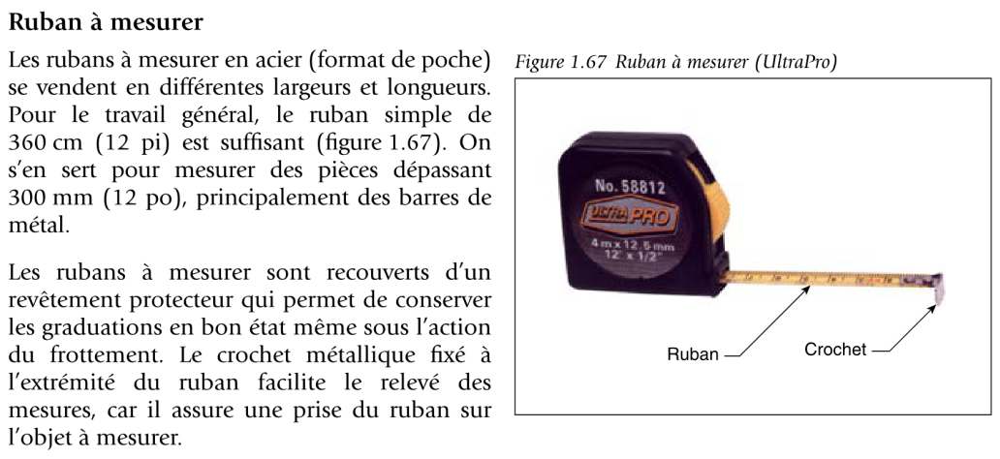 Ruban à mesurer
Les rubans à mesurer en acier (format de poche)
se vendent en différentes largeurs et longueurs.
Pour le travail général, le ruban simple de
360 cm (12 pi) est suffisant (figure 1.67). On
s'en sert pour mesurer des pièces dépassant
300 mm (12 po), principalement des barres de
métal.
Les rubans à mesurer sont recouverts d'un
revêtement protecteur qui permet de conserver
les graduations en bon état même sous l'action
du frottement. Le crochet métallique fixé à
l'extrémité du ruban facilite le relevé des
mesures, car il assure une prise du ruban sur
l'objet à mesurer.
Figure 1.67 Ruban à mesurer (UltraPro)
No. 58812
ULTRA PRO
4 m x 12.5 mm
12' x 1/2"
Ruban
Crochet